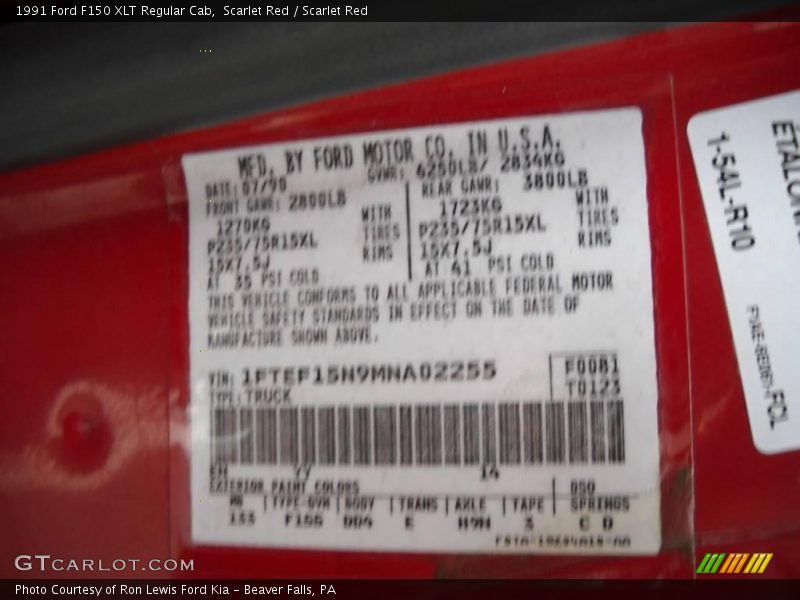 1991 Ford F150 XLT Regular Cab,  Scarlet Red / Scarlet Red
MFD. BY FORD MOTOR CO. IN U.S.A.
DATE: 07/90 GVWR: 6250LB/ 2834KG
FRONT GAWR: 2800LB
1270KG
P235/75R15XL
15X7.5J
AT 35 PSI COLD
WITH
TIRES
RIMS
REAR GAWR: 3800LB
1723KG
P235/75R15XL
15X7.5J
AT 41 PSI COLD
WITH
TIRES
RIMS
THIS VEHICLE CONFORMS TO ALL APPLICABLE FEDERAL MOTOR
VEHICLE SAFETY STANDARDS IN EFFECT ON THE DATE OF
MANUFACTURE SHOWN ABOVE.
VIN: 1FTEF15N9MNA02255
TYPE: TRUCK
F0081
T0123
14
EXTERIOR PAINT COLORS DSO
WB TYPE-GVW BODY TRANS AXLE TAPE SPRINGS
133 DD4 E 3 C D
1-54L-R10
GTCARLOT.COM
Photo Courtesy of Ron Lewis Ford Kia – Beaver Falls, PA